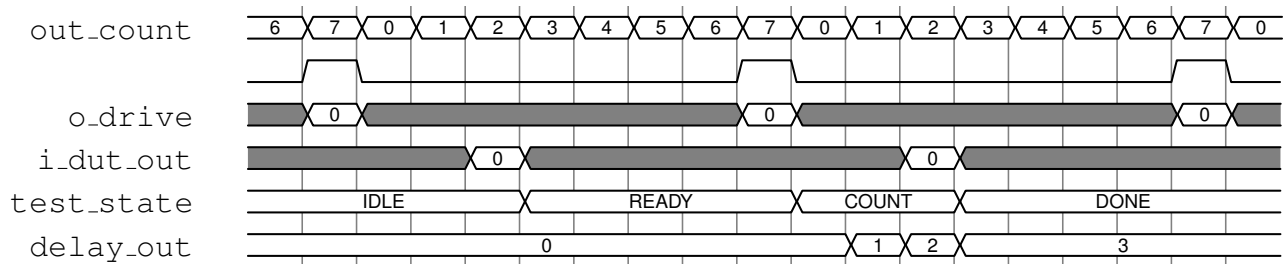 out_count 6 7 0 1 2 3 4 5 6 7 0 1 2 3 4 5 6 7 0
o_drive 0 0 0
i_dut_out 0 0
test_state IDLE READY COUNT DONE
delay_out 0 1 2 3